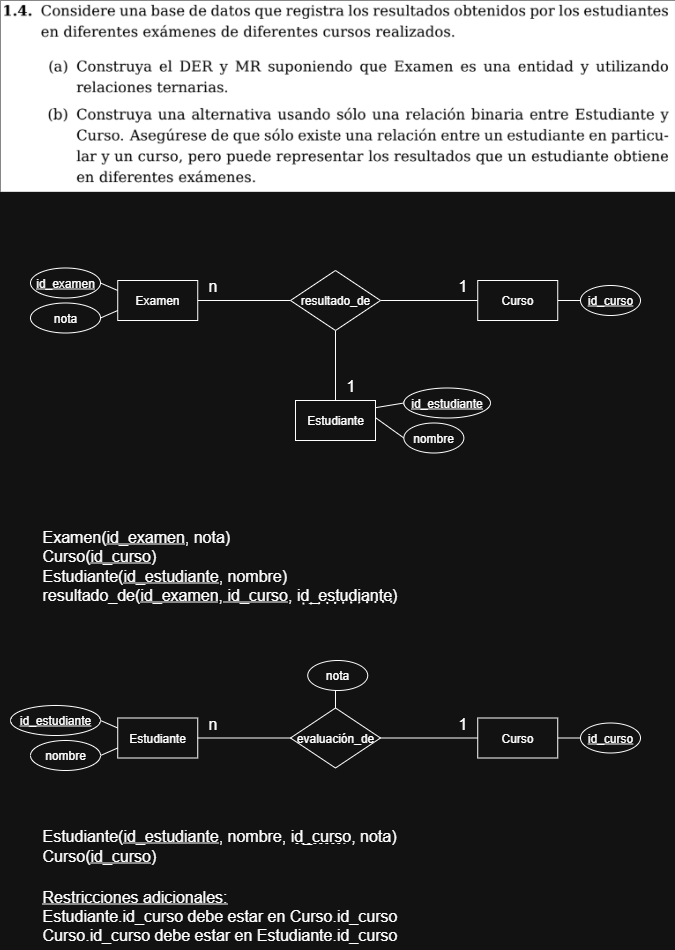 1.4. Considere una base de datos que registra los resultados obtenidos por los estudiantes
en diferentes exámenes de diferentes cursos realizados.
(a) Construya el DER y MR suponiendo que Examen es una entidad y utilizando
relaciones ternarias.
(b) Construya una alternativa usando sólo una relación binaria entre Estudiante y
Curso. Asegúrese de que sólo existe una relación entre un estudiante en particu-
lar y un curso, pero puede representar los resultados que un estudiante obtiene
en diferentes exámenes.
id_examen
nota
Examen
n
resultado_de
1
Curso
id_curso
1
Estudiante
id_estudiante
nombre
Examen(id_examen, nota)
Curso(id_curso)
Estudiante(id_estudiante, nombre)
resultado_de(id_examen, id_curso, id_estudiante)
nota
id_estudiante
nombre
Estudiante
n
evaluación_de
1
Curso
id_curso
Estudiante(id_estudiante, nombre, id_curso, nota)
Curso(id_curso)
Restricciones adicionales:
Estudiante.id_curso debe estar en Curso.id_curso
Curso.id_curso debe estar en Estudiante.id_curso